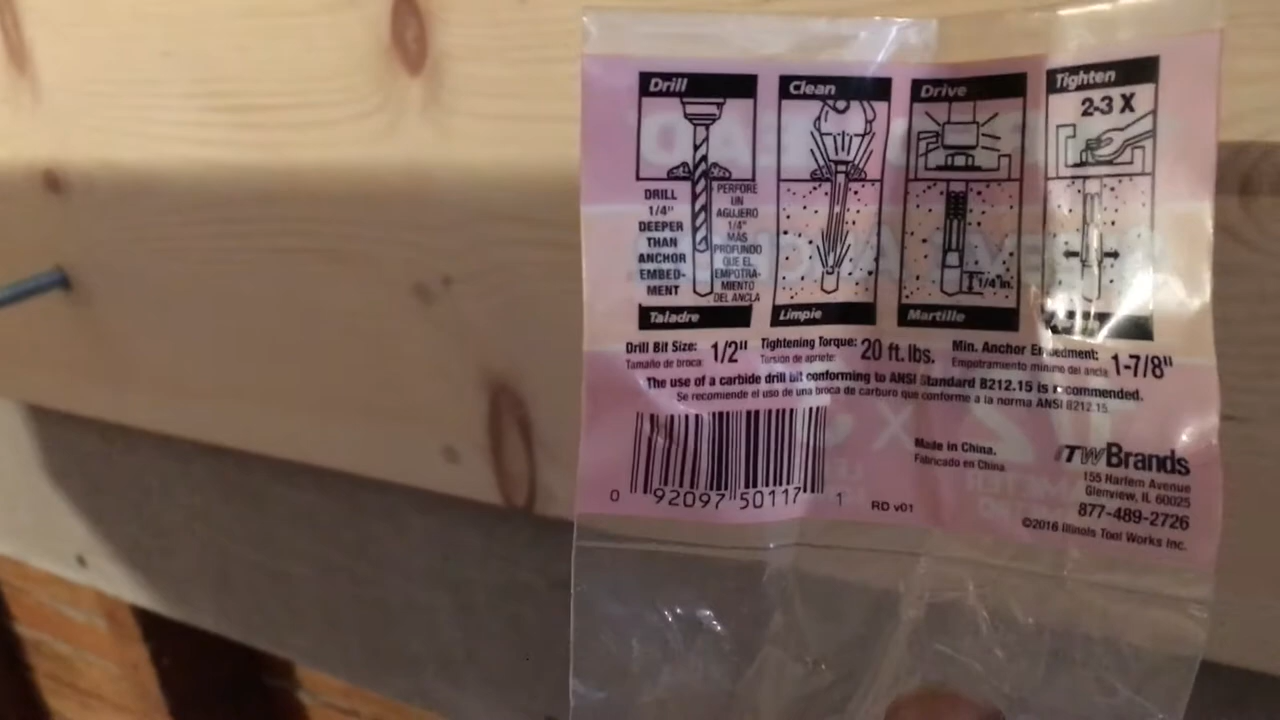 Drill
DRILL
1/4"
DEEPER
THAN
ANCHOR
EMBED-
MENT
PERFORE
UN
AGUJERO
1/4"
MÁS
PROFUNDO
QUE EL
EMPOTRA-
MIENTO
DEL ANCLA
Taladre
Clean
Limpie
Drive
1/4"in.
Martille
Tighten
2-3 X
Drill Bit Size: 1/2"
Tamaño de broca:
Tightening Torque: 20 ft. lbs.
Torsión de apriete:
Min. Anchor Embedment: 1-7/8"
Empotramiento mínimo del ancla
The use of a carbide drill bit conforming to ANSI Standard B212.15 is recommended.
Se recomiende el uso de una broca de carburo que conforme a la norma ANSI B212.15.
0 92097 50117 1
RD v01
Made in China.
Fabricado en China
ITWBrands
155 Harlem Avenue
Glenview, IL 60025
877-489-2726
©2016 Illinois Tool Works Inc.